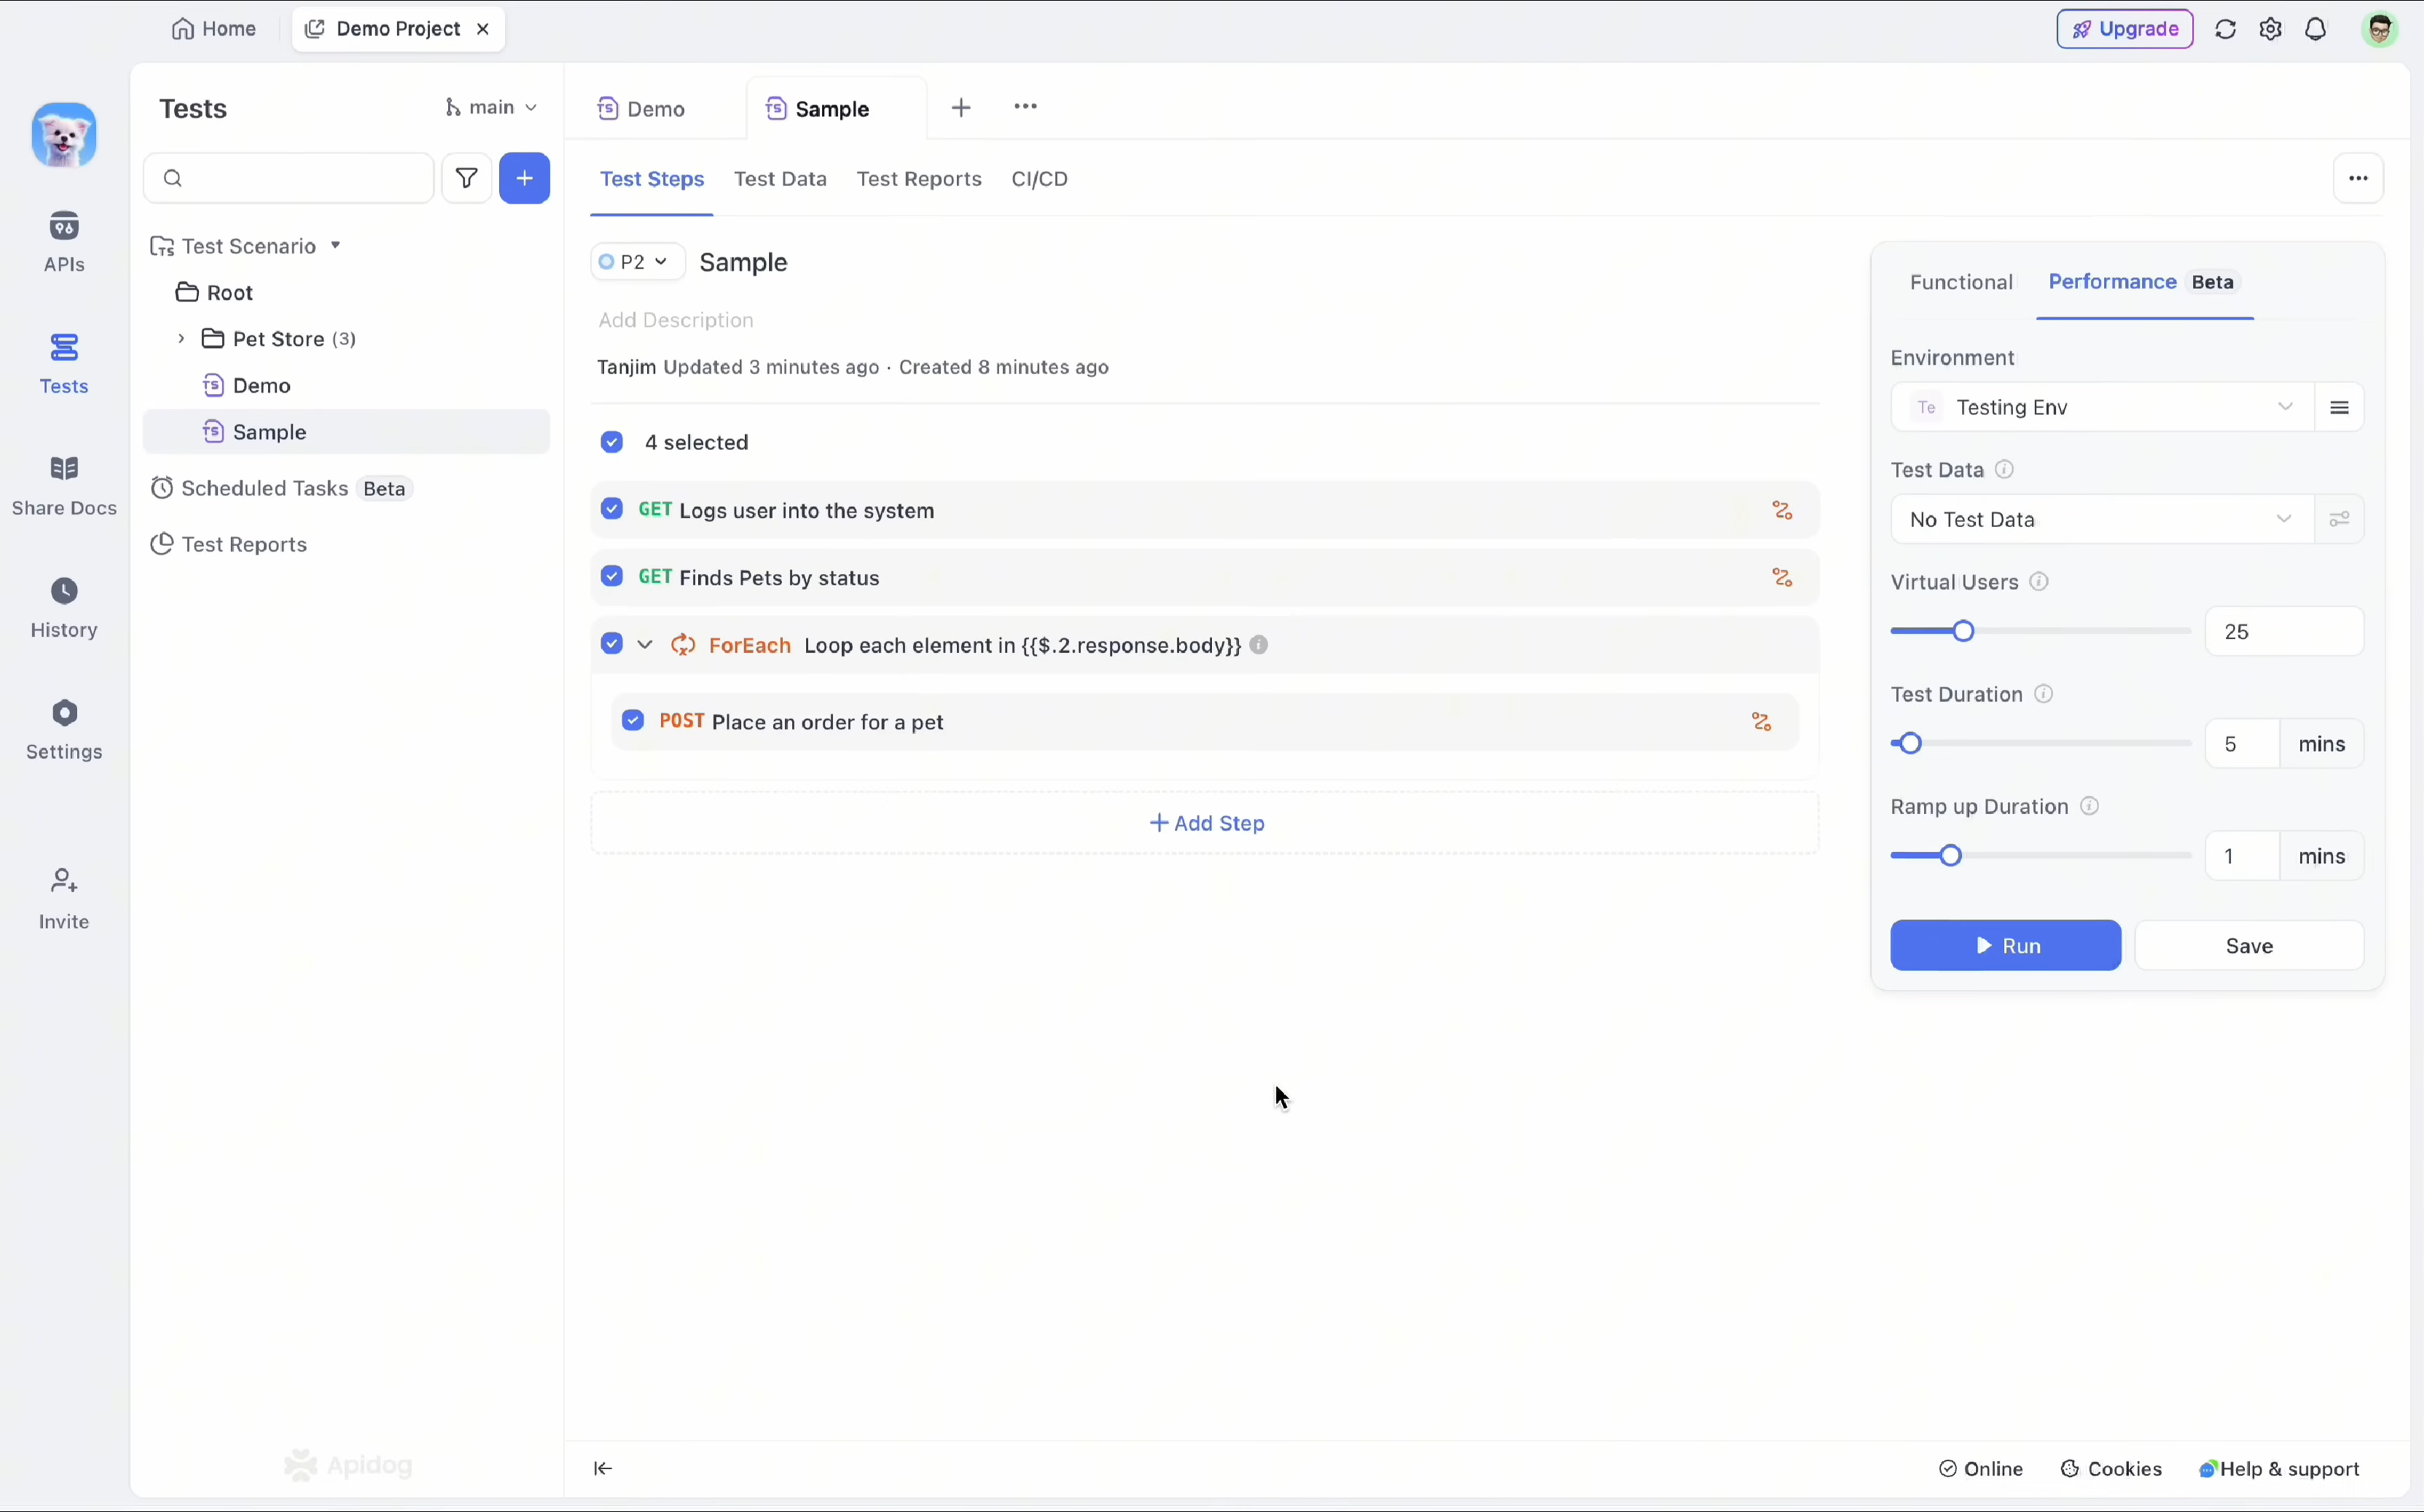 Home
Demo Project
Upgrade
APIs
Tests
Share Docs
History
Settings
Invite
Tests
main
Test Scenario
Root
Pet Store (3)
Demo
Sample
Scheduled Tasks Beta
Test Reports
Apidog
Demo
Sample
Test Steps
Test Data
Test Reports
CI/CD
P2
Sample
Add Description
Tanjim Updated 3 minutes ago · Created 8 minutes ago
4 selected
GET Logs user into the system
GET Finds Pets by status
ForEach Loop each element in {{$.2.response.body}}
POST Place an order for a pet
+ Add Step
Functional
Performance Beta
Environment
Te Testing Env
Test Data
No Test Data
Virtual Users
25
Test Duration
5 mins
Ramp up Duration
1 mins
Run
Save
Online
Cookies
Help & support